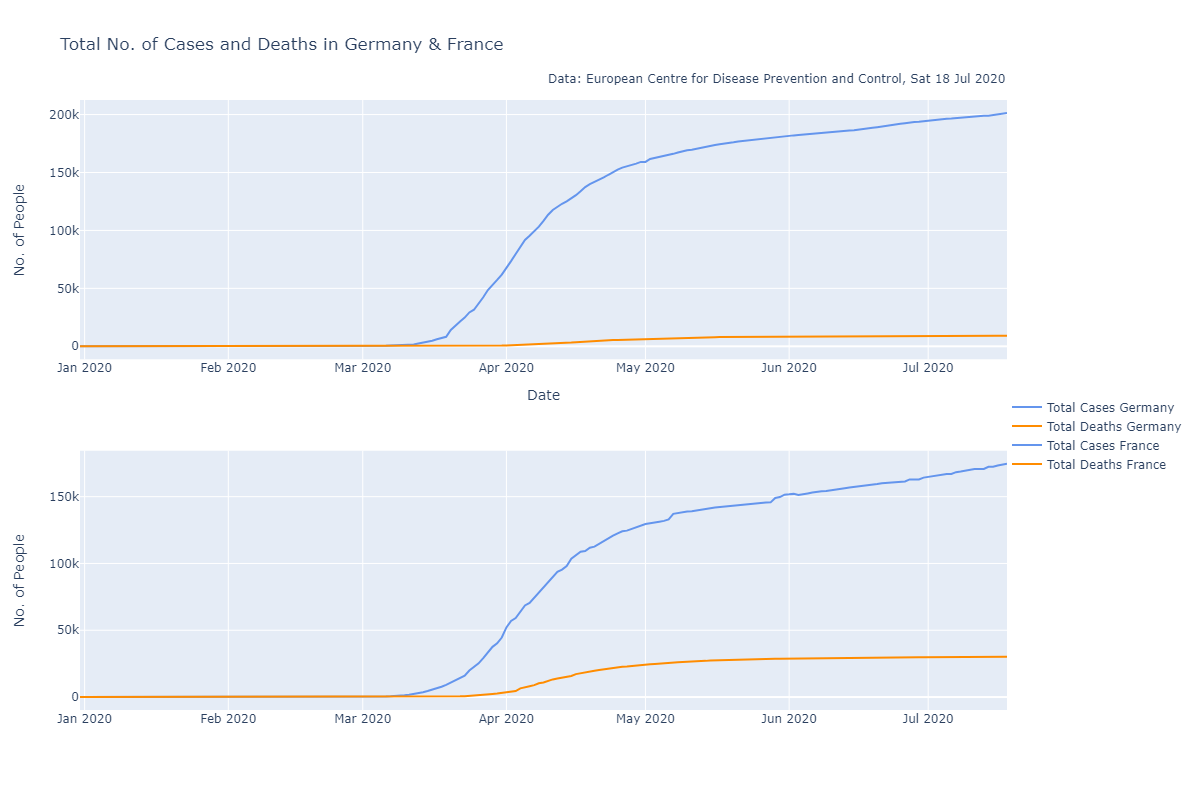 Total No. of Cases and Deaths in Germany & France
Data: European Centre for Disease Prevention and Control, Sat 18 Jul 2020
No. of People
200k
150k
100k
50k
0
Jan 2020 Feb 2020 Mar 2020 Apr 2020 May 2020 Jun 2020 Jul 2020
Date
Total Cases Germany
Total Deaths Germany
Total Cases France
Total Deaths France
No. of People
150k
100k
50k
0
Jan 2020 Feb 2020 Mar 2020 Apr 2020 May 2020 Jun 2020 Jul 2020